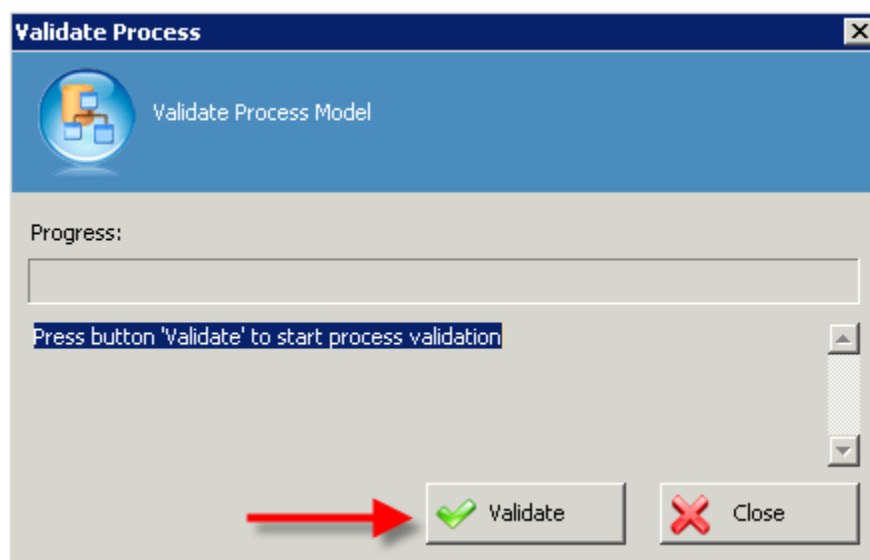 Validate Process
Validate Process Model
Progress:
Press button 'Validate' to start process validation
Validate
Close